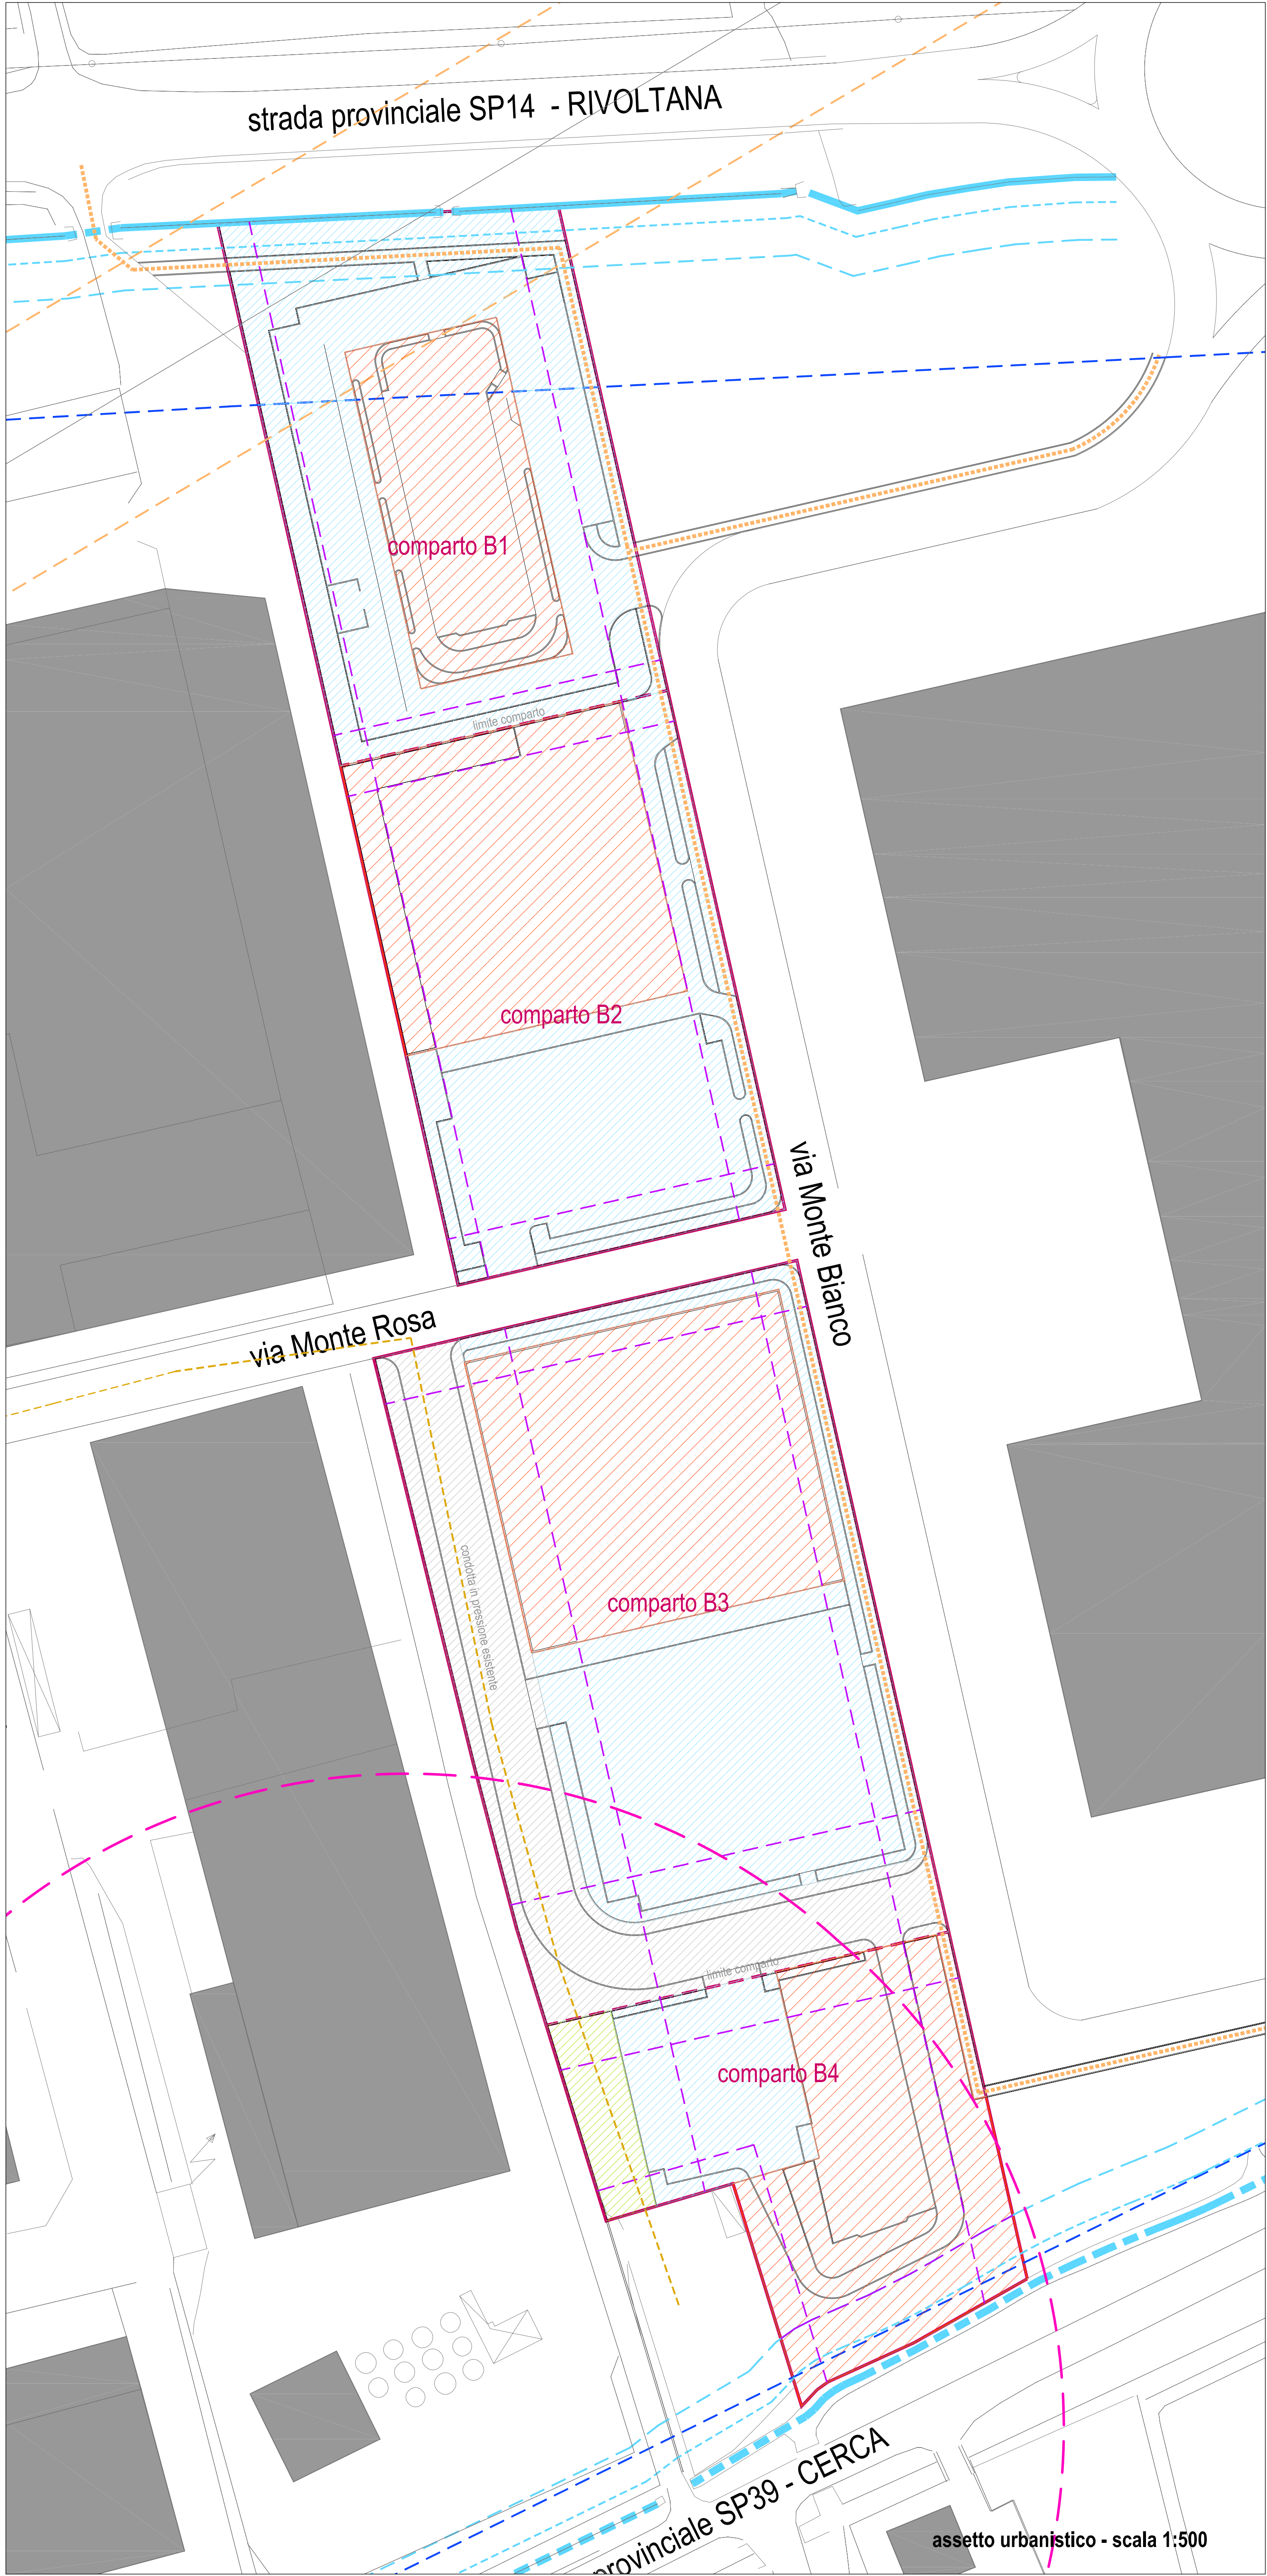 strada provinciale SP14 - RIVOLTANA
comparto B1
limite comparto
comparto B2
via Monte Bianco
via Monte Rosa
condotta in pressione esistente
comparto B3
limite comparto
comparto B4
provinciale SP39 - CERCA
assetto urbanistico - scala 1:500